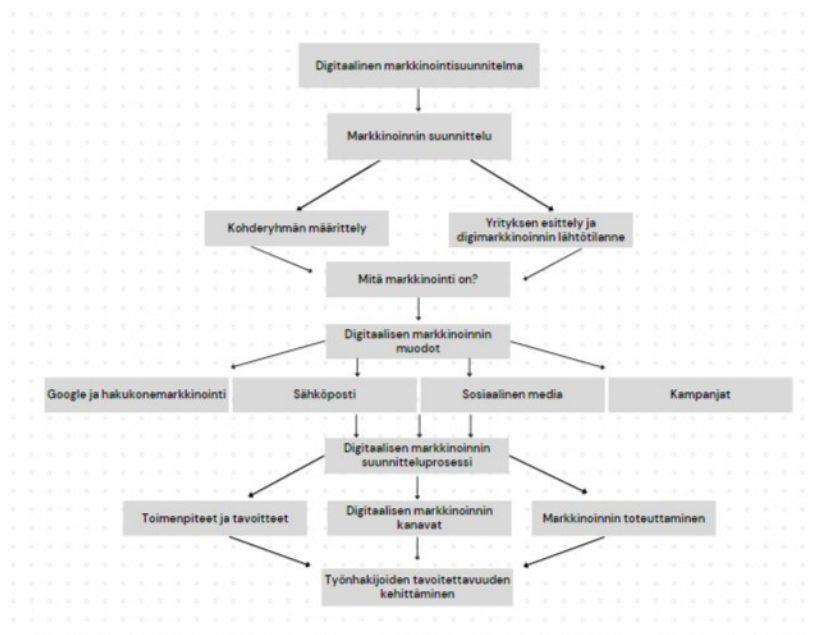 Digitaalinen markkinointisuunnitelma
Markkinoinnin suunnittelu
Kohderyhmän määrittely
Yrityksen esittely ja
digimarkkinoinnin lähtötilanne
Mitä markkinointi on?
Digitaalisen markkinoinnin
muodot
Google ja hakukonemarkkinointi
Sähköposti
Sosiaalinen media
Kampanjat
Digitaalisen markkinoinnin
suunnitteluprosessi
Toimenpiteet ja tavoitteet
Digitaalisen markkinoinnin
kanavat
Markkinoinnin toteuttaminen
Työnhakijoiden tavoitettavuuden
kehittäminen